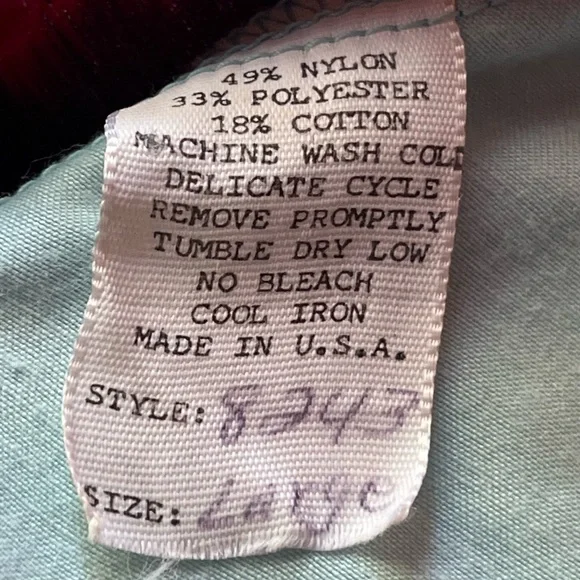 49% NYLON
33% POLYESTER
18% COTTON
MACHINE WASH COLD
DELICATE CYCLE
REMOVE PROMPTLY
TUMBLE DRY LOW
NO BLEACH
COOL IRON
MADE IN U.S.A.
STYLE: 8243
SIZE: Large